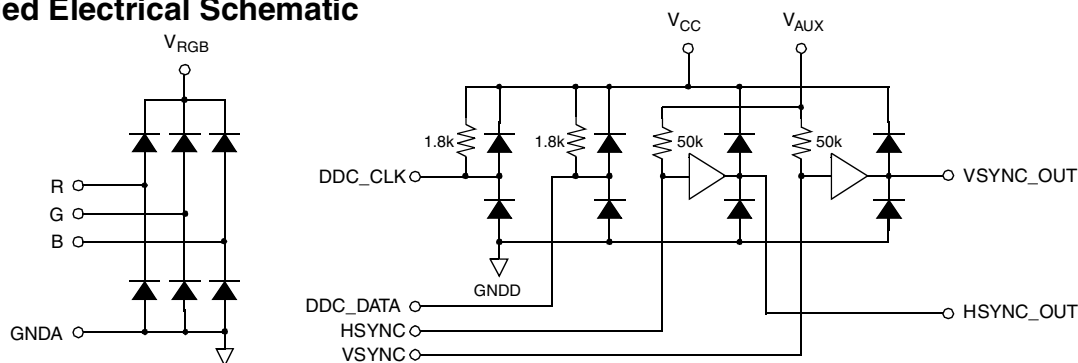 ed Electrical Schematic
VRGB
R
G
B
GNDA
VCC
VAUX
1.8k
1.8k
50k
50k
DDC_CLK
VSYNC_OUT
GNDD
DDC_DATA
HSYNC
HSYNC_OUT
VSYNC